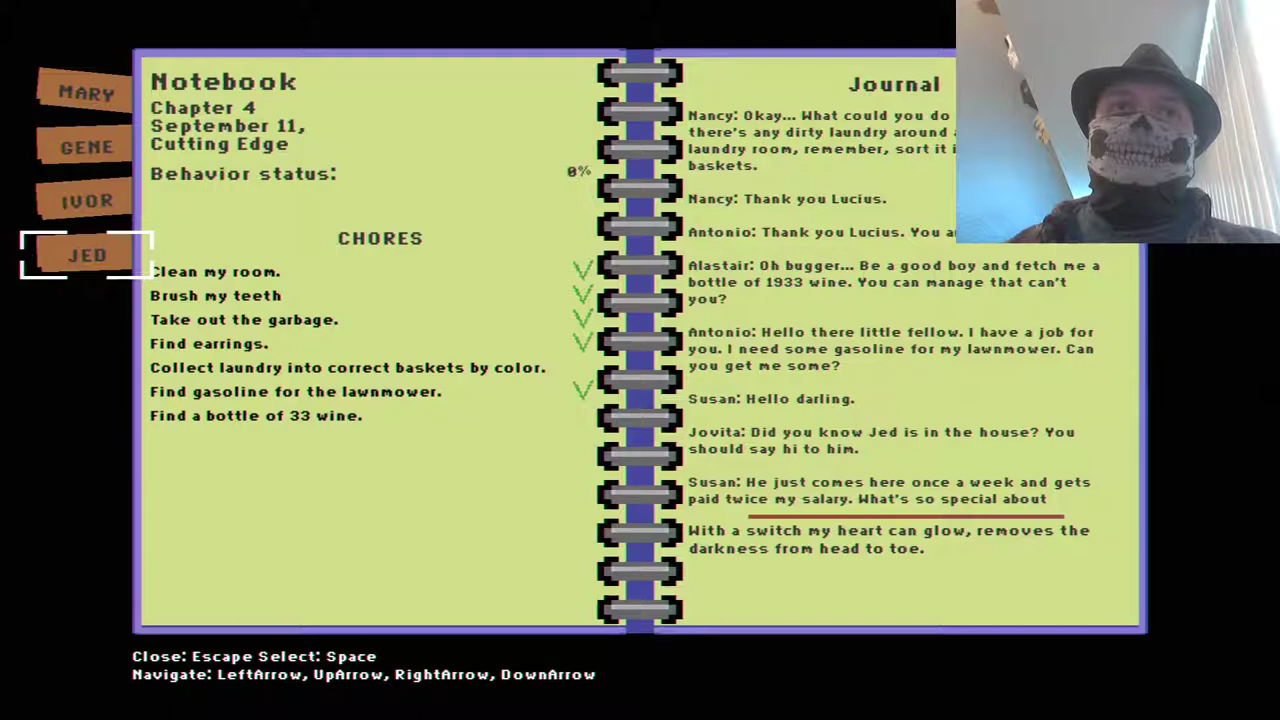 MARY
GENE
IVOR
JED
Notebook
Chapter 4
September 11,
Cutting Edge
Behavior status:
0%
CHORES
Clean my room.
Brush my teeth
Take out the garbage.
Find earrings.
Collect laundry into correct baskets by color.
Find gasoline for the lawnmower.
Find a bottle of 33 wine.
Journal
Nancy: Okay... What could you do
there's any dirty laundry around
laundry room, remember, sort it
baskets.
Nancy: Thank you Lucius.
Antonio: Thank you Lucius. You
Alastair: Oh bugger... Be a good boy and fetch me a
bottle of 1933 wine. You can manage that can't
you?
Antonio: Hello there little fellow. I have a job for
you. I need some gasoline for my lawnmower. Can
you get me some?
Susan: Hello darling.
Jovita: Did you know Jed is in the house? You
should say hi to him.
Susan: He just comes here once a week and gets
paid twice my salary. What's so special about
With a switch my heart can glow, removes the
darkness from head to toe.
Close: Escape Select: Space
Navigate: LeftArrow, UpArrow, RightArrow, DownArrow